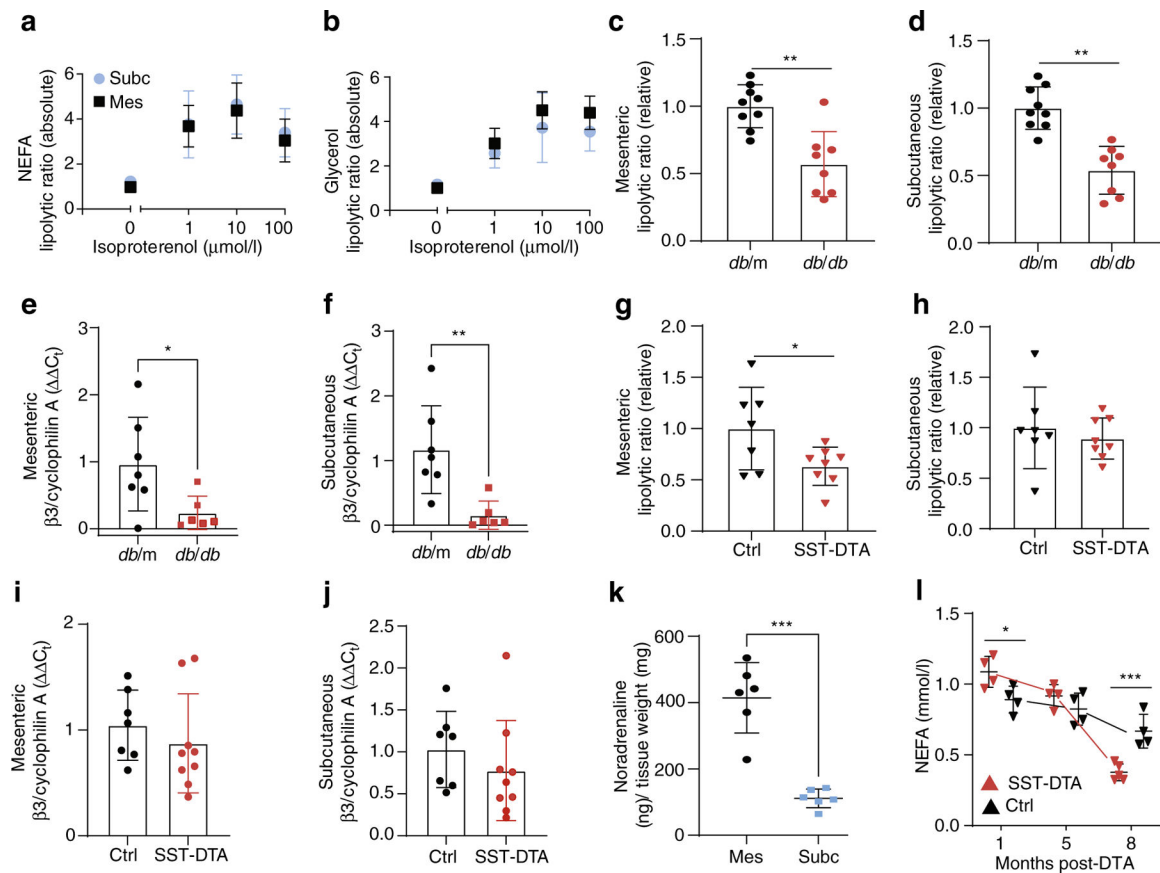 a
NEFA
lipolytic ratio (absolute)
6
4
2
0
Subc
Mes
0
1
10
100
Isoproterenol (μmol/l)
b
Glycerol
lipolytic ratio (absolute)
6
4
2
0
0
1
10
100
Isoproterenol (μmol/l)
c
Mesenteric
lipolytic ratio (relative)
1.5
1.0
0.5
0.0
**
db/m
db/db
d
Subcutaneous
lipolytic ratio (relative)
1.5
1.0
0.5
0.0
**
db/m
db/db
e
Mesenteric
β3/cyclophilin A (ΔΔCt)
3
2
1
0
*
db/m
db/db
f
Subcutaneous
β3/cyclophilin A (ΔΔCt)
3
2
1
0
**
db/m
db/db
g
Mesenteric
lipolytic ratio (relative)
2.0
1.5
1.0
0.5
0.0
*
Ctrl
SST-DTA
h
Subcutaneous
lipolytic ratio (relative)
2.0
1.5
1.0
0.5
0.0
Ctrl
SST-DTA
i
Mesenteric
β3/cyclophilin A (ΔΔCt)
2
1
0
Ctrl
SST-DTA
j
Subcutaneous
β3/cyclophilin A (ΔΔCt)
2.5
2.0
1.5
1.0
0.5
0.0
Ctrl
SST-DTA
k
Noradrenaline
(ng)/ tissue weight (mg)
600
400
200
0
***
Mes
Subc
l
NEFA (mmol/l)
1.5
1.0
0.5
0.0
*
***
SST-DTA
Ctrl
1
5
8
Months post-DTA